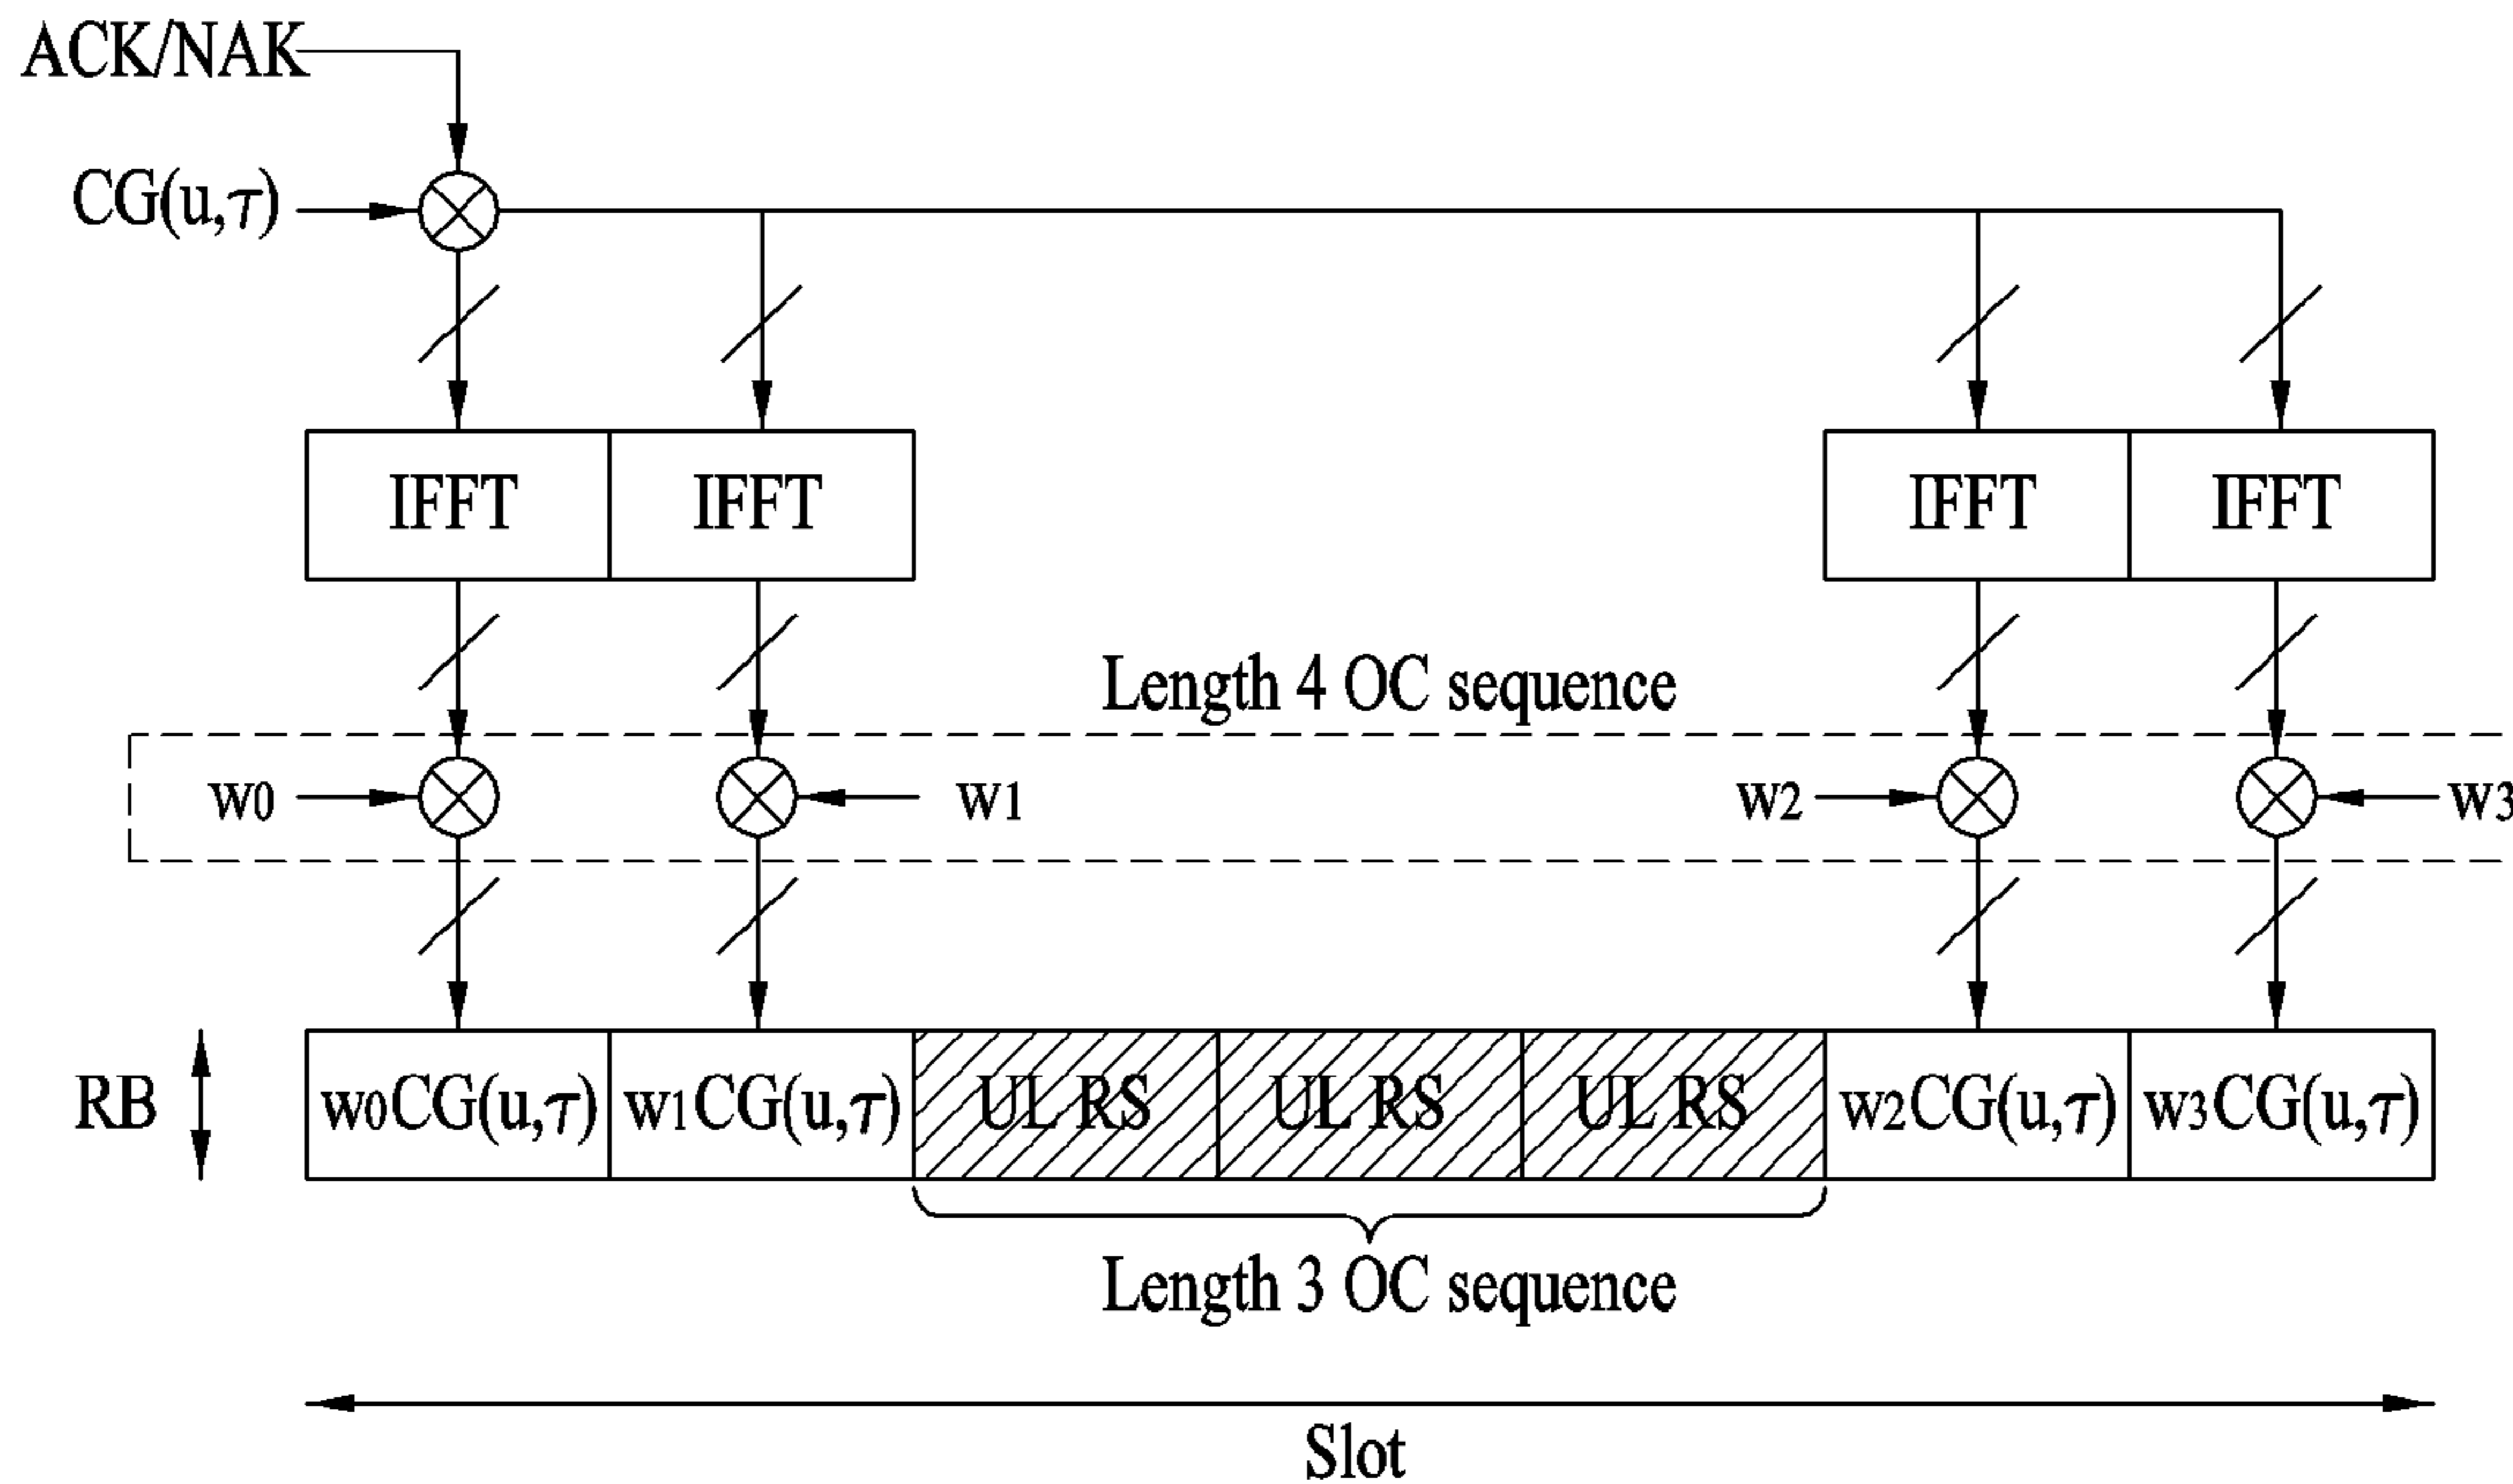 ACK/NAK
CG(u,τ)
IFFT IFFT IFFT IFFT
Length 4 OC sequence
w0 w1 w2 w3
RB w0CG(u,τ) w1CG(u,τ) UL RS UL RS UL RS w2CG(u,τ) w3CG(u,τ)
Length 3 OC sequence
Slot